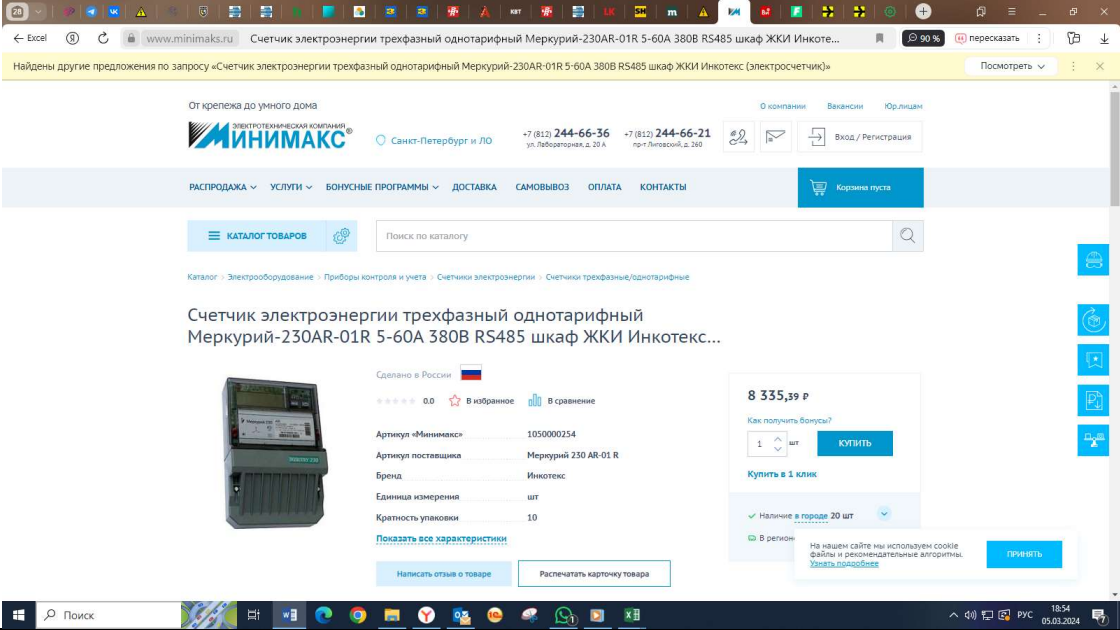 28
КВТ
LK
m
Excel
www.minimaks.ru
Счетчик электроэнергии трехфазный однотарифный Меркурий-230AR-01R 5-60А 380В RS485 шкаф ЖКИ Инкоте...
90 %
пересказать
Найдены другие предложения по запросу «Счетчик электроэнергии трехфазный однотарифный Меркурий-230AR-01R 5-60А 380В RS485 шкаф ЖКИ Инкотекс (электросчетчик)»
Посмотреть
От крепежа до умного дома
О компании
Вакансии
Юр.лицам
ЭЛЕКТРОТЕХНИЧЕСКАЯ КОМПАНИЯ
МИНИМАКС®
Санкт-Петербург и ЛО
+7 (812) 244-66-36
ул. Лабораторная, д. 20 А
+7 (812) 244-66-21
пр-т Лиговский, д. 260
Вход / Регистрация
РАСПРОДАЖА
УСЛУГИ
БОНУСНЫЕ ПРОГРАММЫ
ДОСТАВКА
САМОВЫВОЗ
ОПЛАТА
КОНТАКТЫ
Корзина пуста
КАТАЛОГ ТОВАРОВ
Поиск по каталогу
Каталог > Электрооборудование > Приборы контроля и учета > Счетчики электроэнергии > Счетчики трёхфазные/однотарифные
Счетчик электроэнергии трехфазный однотарифный
Меркурий-230AR-01R 5-60А 380В RS485 шкаф ЖКИ Инкотекс...
Сделано в России
0.0
В избранное
В сравнение
Артикул «Минимакс» 1050000254
Артикул поставщика Меркурий 230 AR-01 R
Бренд Инкотекс
Единица измерения шт
Кратность упаковки 10
Показать все характеристики
Написать отзыв о товаре
Распечатать карточку товара
8 335,39 ₽
Как получить бонусы?
1
шт
КУПИТЬ
Купить в 1 клик
Наличие в городе 20 шт
В регион
На нашем сайте мы используем cookie
файлы и рекомендательные алгоритмы.
Узнать подробнее
ПРИНЯТЬ
Поиск
РУС
18:54
05.03.2024